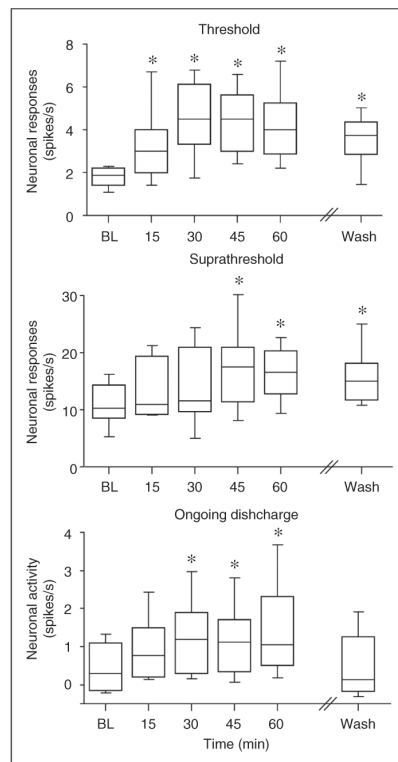 Threshold
Neuronal responses
(spikes/s)
8
6
4
2
0
* * * * *
BL 15 30 45 60 Wash
Suprathreshold
Neuronal responses
(spikes/s)
30
20
10
0
* * *
BL 15 30 45 60 Wash
Ongoing dishcharge
Neuronal activity
(spikes/s)
4
3
2
1
0
* * *
BL 15 30 45 60 Wash
Time (min)